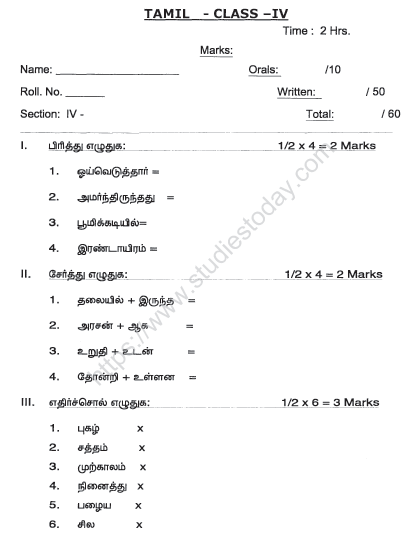 TAMIL - CLASS –IV
Time : 2 Hrs.
Marks:
Name: ____________________ Orals: /10
Roll. No. ______ Written: / 50
Section: IV - Total: / 60
I. பிரித்து எழுதுக: 1/2 x 4 = 2 Marks
1. ஓய்வெடுத்தார் =
2. அமர்ந்திருந்தது =
3. பூமிக்கடியில்=
4. இரண்டாயிரம் =
II. சேர்த்து எழுதுக: 1/2 x 4 = 2 Marks
1. தலையில் + இருந்த =
2. அரசன் + ஆக =
3. உறுதி + உடன் =
4. தோன்றி + உள்ளன =
III. எதிர்ச்சொல் எழுதுக: 1/2 x 6 = 3 Marks
1. புகழ் x
2. சத்தம் x
3. முற்காலம் x
4. நினைத்து x
5. பழைய x
6. சில x
https://www.studiestoday.com